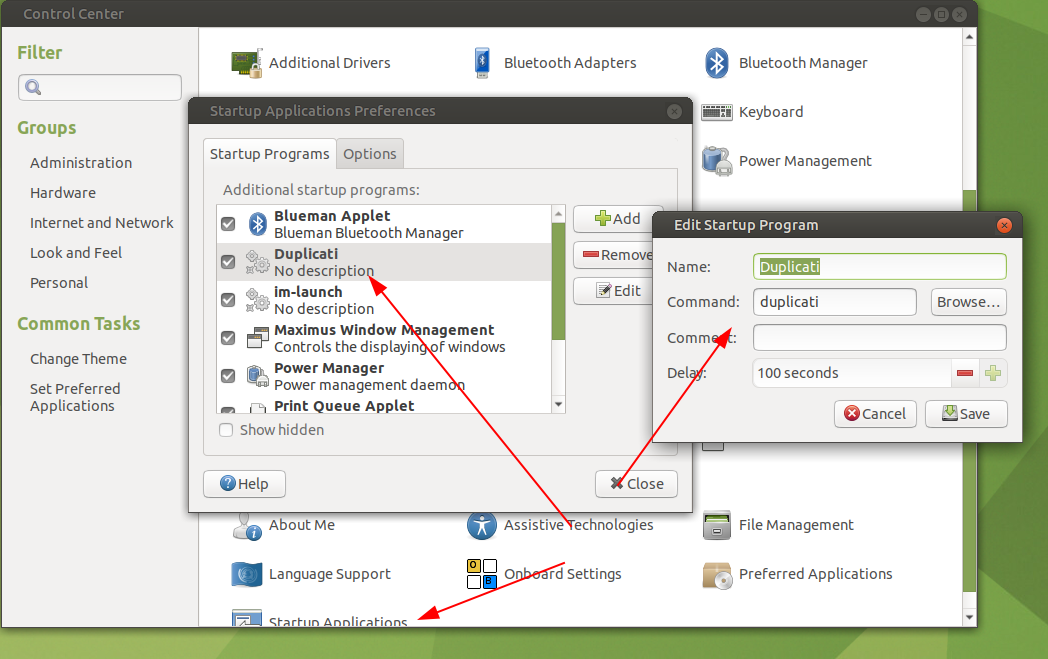 Control Center
Filter
Groups
Administration
Hardware
Internet and Network
Look and Feel
Personal
Common Tasks
Change Theme
Set Preferred
Applications
Additional Drivers
Bluetooth Adapters
Bluetooth Manager
Keyboard
Power Management
Startup Applications Preferences
Startup Programs
Options
Additional startup programs:
Blueman Applet
Blueman Bluetooth Manager
Duplicati
No description
im-launch
No description
Maximus Window Management
Controls the displaying of windows
Power Manager
Power management daemon
Print Queue Applet
Show hidden
Add
Remove
Edit
Help
Close
Edit Startup Program
Name:
Duplicati
Command:
duplicati
Browse...
Comment:
Delay:
100 seconds
Cancel
Save
About Me
Assistive Technologies
File Management
Language Support
O
B
Onboard Settings
Preferred Applications
Startup Applications